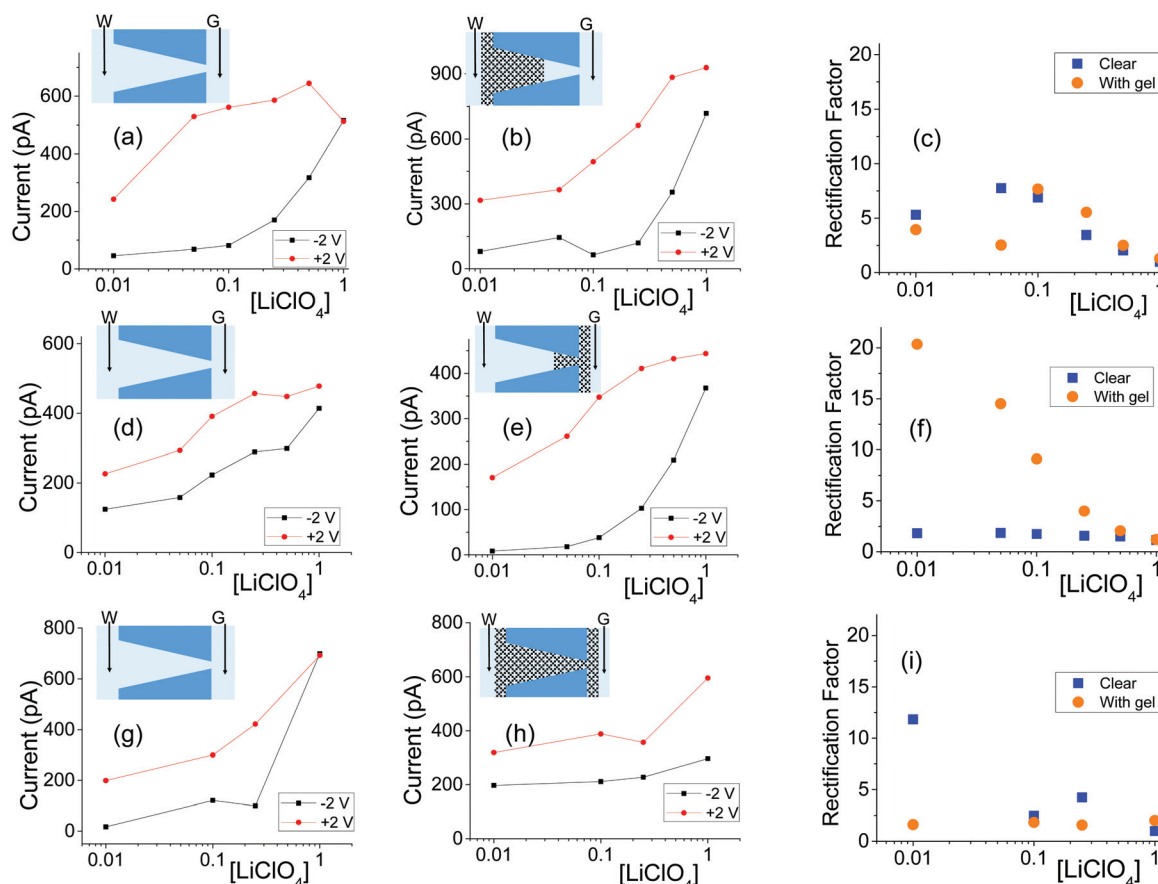 W
G
Current (pA)
600
400
200
0
(a)
-2 V
+2 V
0.01
0.1
1
[LiClO4]
W
G
Current (pA)
900
600
300
0
(b)
-2 V
+2 V
0.01
0.1
1
[LiClO4]
Rectification Factor
20
15
10
5
0
(c)
Clear
With gel
0.01
0.1
1
[LiClO4]
W
G
Current (pA)
600
400
200
0
(d)
-2 V
+2 V
0.01
0.1
1
[LiClO4]
W
G
Current (pA)
400
300
200
100
0
(e)
-2 V
+2 V
0.01
0.1
1
[LiClO4]
Rectification Factor
20
15
10
5
0
(f)
Clear
With gel
0.01
0.1
1
[LiClO4]
W
G
Current (pA)
800
600
400
200
0
(g)
-2 V
+2 V
0.01
0.1
1
[LiClO4]
W
G
Current (pA)
800
600
400
200
0
(h)
-2 V
+2 V
0.01
0.1
1
[LiClO4]
Rectification Factor
20
15
10
5
0
(i)
Clear
With gel
0.01
0.1
1
[LiClO4]